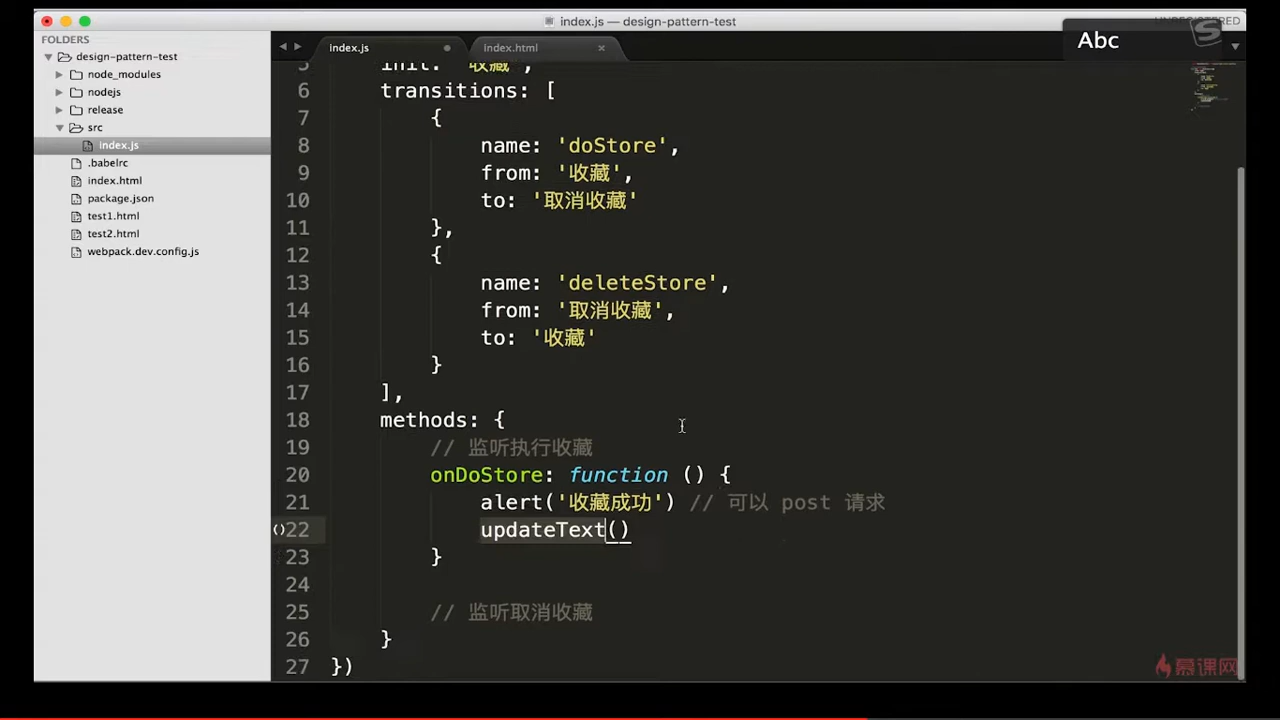 index.js — design-pattern-test
UNREGISTERED
Abc
FOLDERS
design-pattern-test
node_modules
nodejs
release
src
index.js
.babelrc
index.html
package.json
test1.html
test2.html
webpack.dev.config.js
index.js
index.html
5 init: '收藏',
6 transitions: [
7 {
8 name: 'doStore',
9 from: '收藏',
10 to: '取消收藏'
11 },
12 {
13 name: 'deleteStore',
14 from: '取消收藏',
15 to: '收藏'
16 }
17 ],
18 methods: {
19 // 监听执行收藏
20 onDoStore: function () {
21 alert('收藏成功') // 可以 post 请求
22 updateText()
23 }
24
25 // 监听取消收藏
26 }
27 })
慕课网